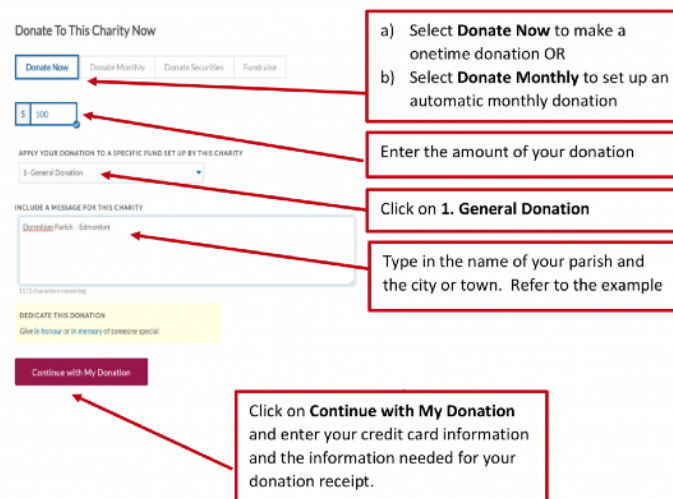 Donate To This Charity Now
Donate Now
Donate Monthly
Donate Securities
Fundraise
$ 100
APPLY YOUR DONATION TO A SPECIFIC FUND SET UP BY THIS CHARITY
1- General Donation
INCLUDE A MESSAGE FOR THIS CHARITY
Dormition Parish - Edmonton
1173 characters remaining
DEDICATE THIS DONATION
Give in honour or in memory of someone special
Continue with My Donation
a) Select Donate Now to make a
onetime donation OR
b) Select Donate Monthly to set up an
automatic monthly donation
Enter the amount of your donation
Click on 1. General Donation
Type in the name of your parish and
the city or town. Refer to the example
Click on Continue with My Donation
and enter your credit card information
and the information needed for your
donation receipt.